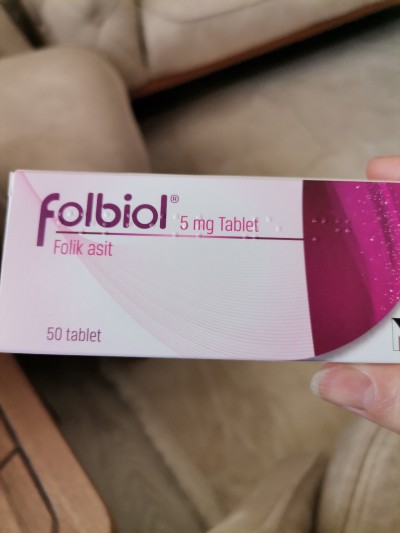 folbiol® 5 mg Tablet
Folik asit
50 tablet